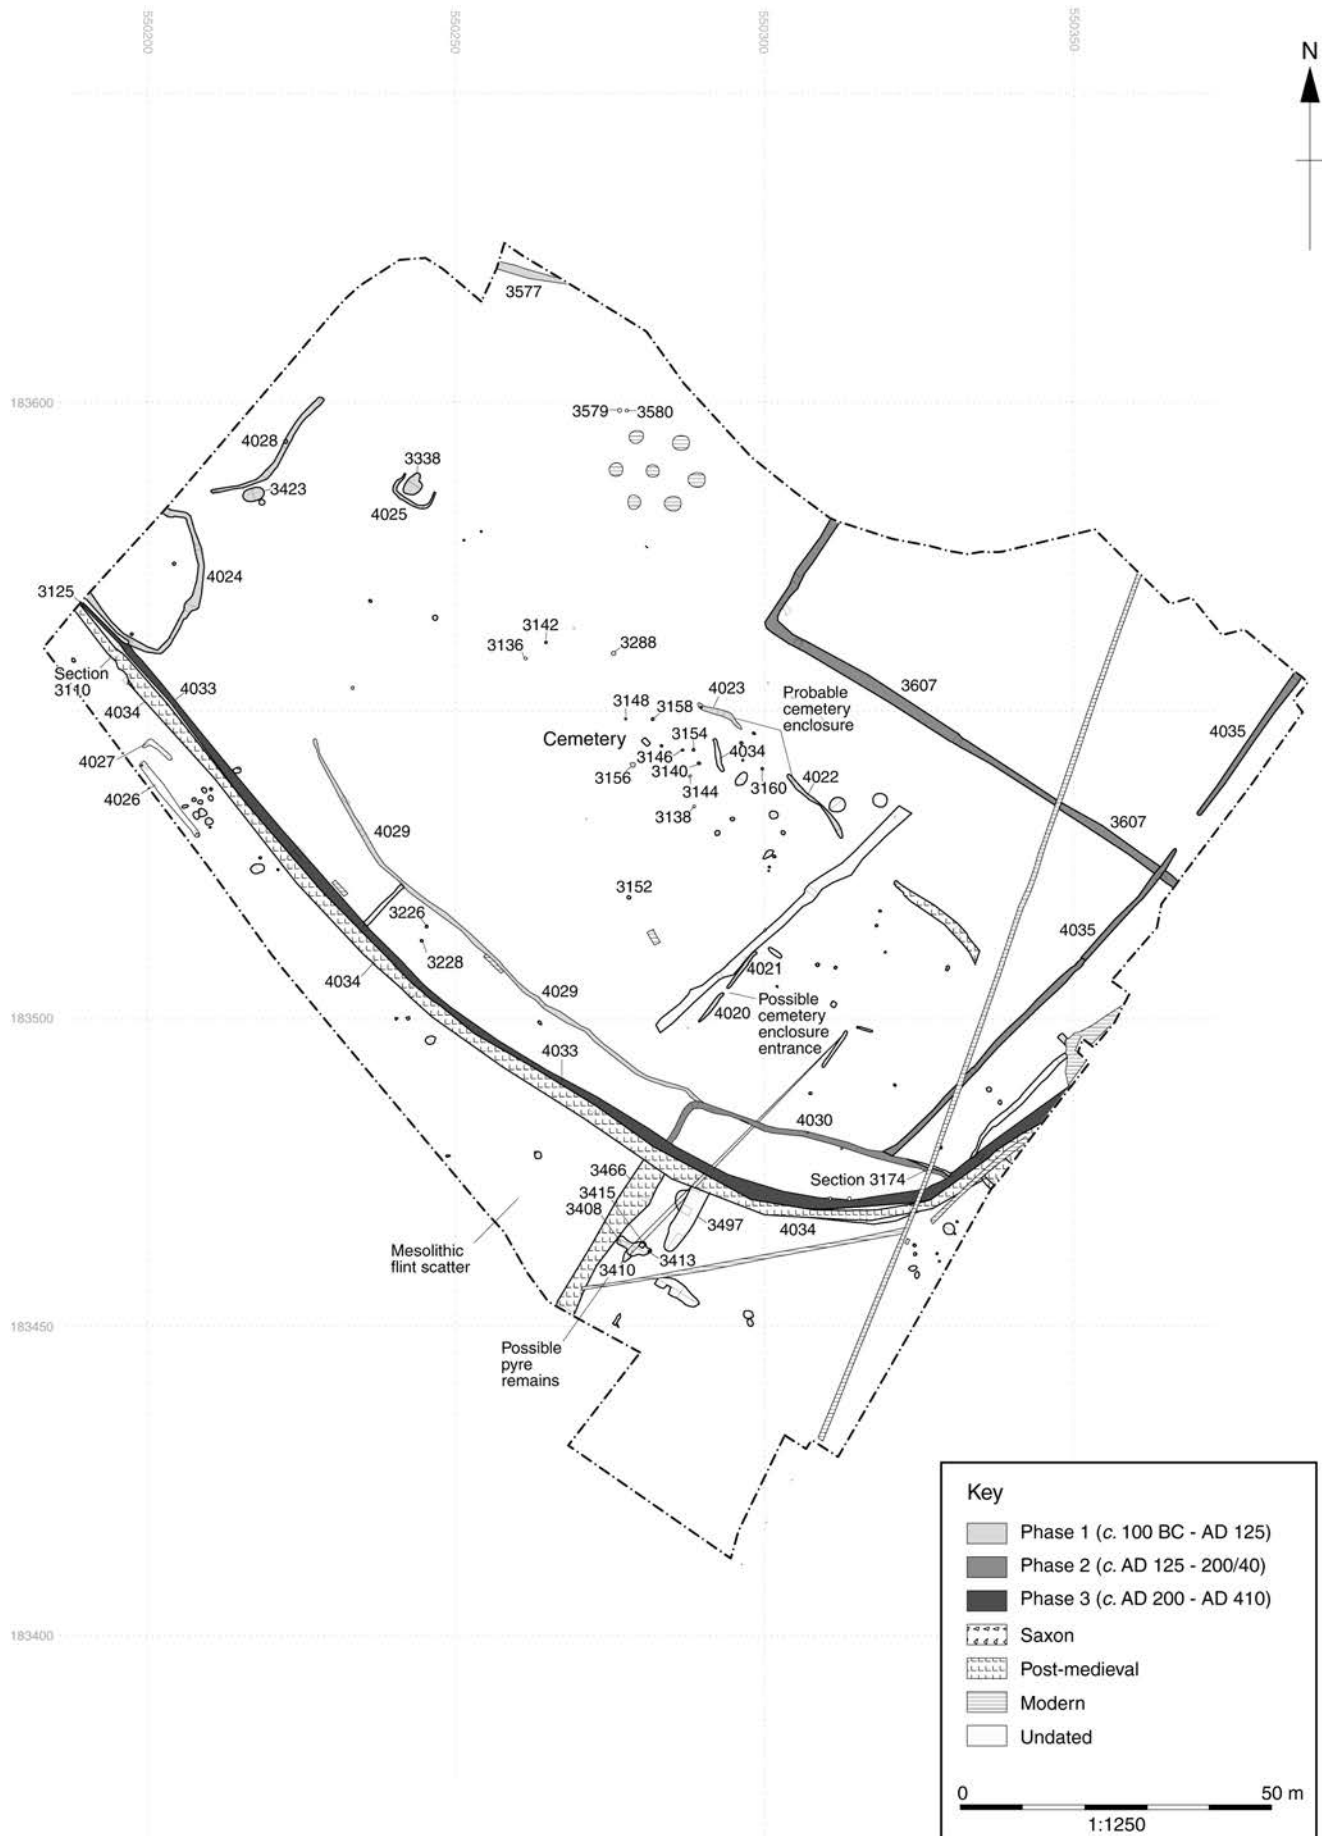 550200
550250
550300
550350
N
3577
183600
3579
3580
4028
3338
3423
4025
4024
3125
3142
3136
3288
Section
3110
4033
4034
3607
4023
Probable
cemetery
enclosure
3148
3158
4035
Cemetery
3154
3146
4034
4027
3140
3156
3144
3160
4022
4026
3138
4029
3607
3152
3226
3228
4035
4034
4021
4029
4020
Possible
cemetery
enclosure
entrance
183500
4033
4030
3466
Section 3174
3415
3408
3497
4034
Mesolithic
flint scatter
3413
3410
183450
Possible
pyre
remains
Key
Phase 1 (c. 100 BC - AD 125)
Phase 2 (c. AD 125 - 200/40)
Phase 3 (c. AD 200 - AD 410)
Saxon
Post-medieval
Modern
Undated
183400
0 50 m
1:1250